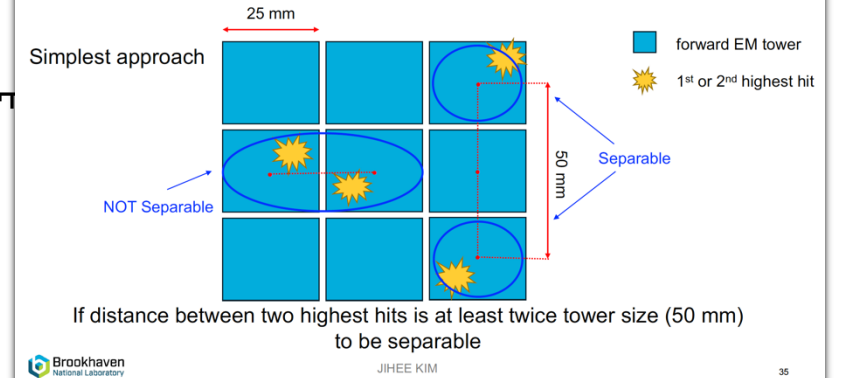 25 mm
Simplest approach
forward EM tower
1st or 2nd highest hit
50 mm
Separable
NOT Separable
If distance between two highest hits is at least twice tower size (50 mm)
to be separable
Brookhaven
National Laboratory
JIHEE KIM
35